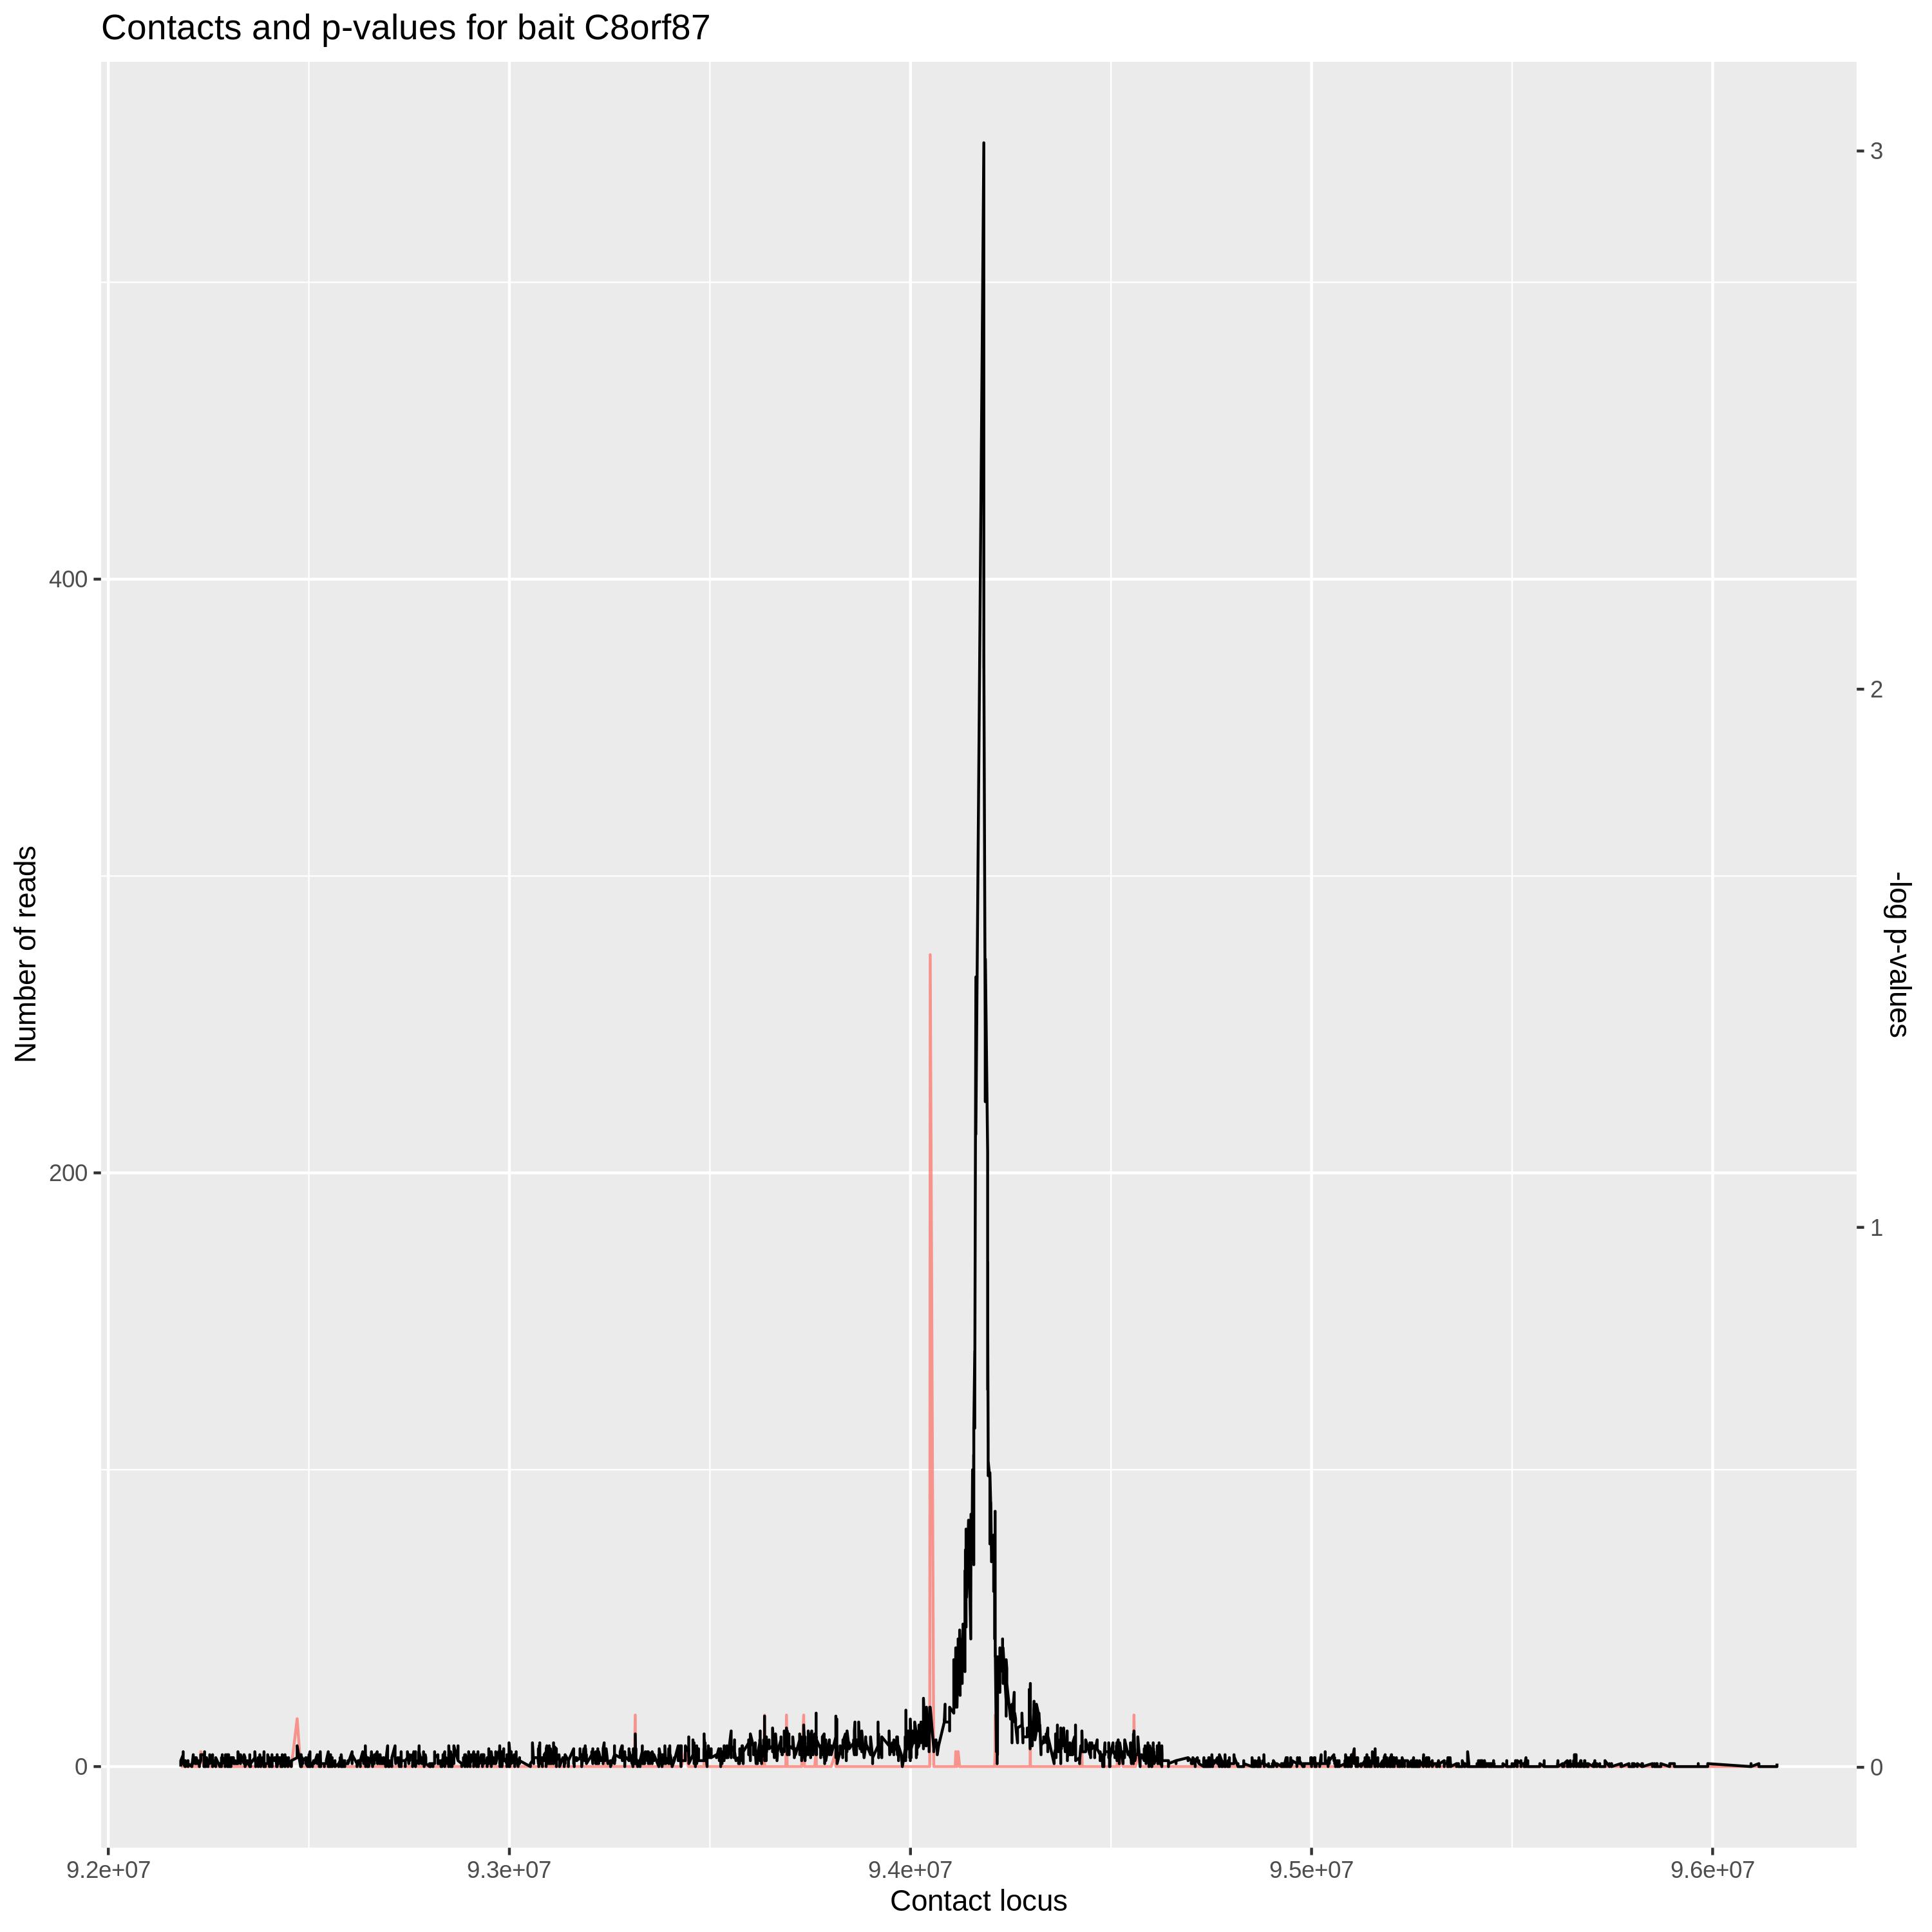 Contacts and p-values for bait C8orf87
Number of reads
400
200
0
3
2
1
0
-log p-values
9.2e+07 9.3e+07 9.4e+07 9.5e+07 9.6e+07
Contact locus